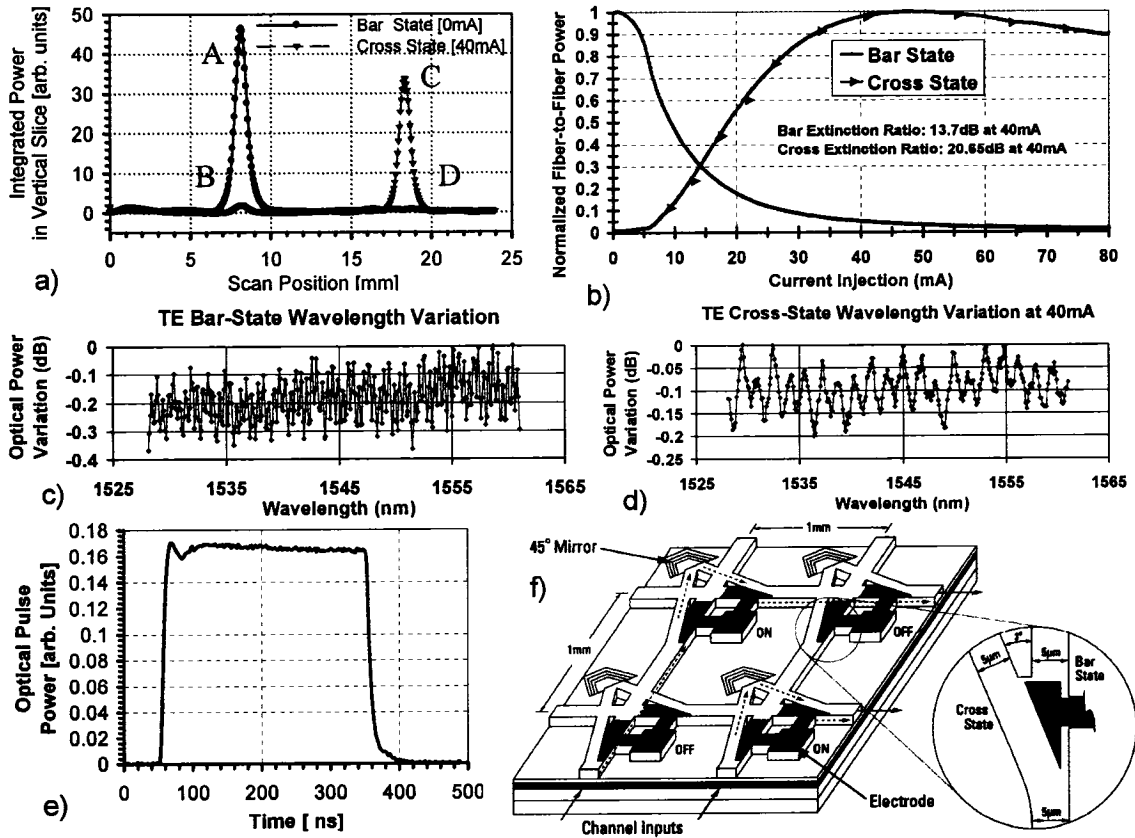 Integrated Power
in Vertical Slice [arb. units]
60
50
40
30
20
10
0
Bar State [0mA]
Cross State [40mA]
A
B
C
D
0 5 10 15 20 25
Scan Position [mm]
a)
Normalized Fiber-to-Fiber Power
1
0.9
0.8
0.7
0.6
0.5
0.4
0.3
0.2
0.1
0
Bar State
Cross State
Bar Extinction Ratio: 13.7dB at 40mA
Cross Extinction Ratio: 20.65dB at 40mA
0 10 20 30 40 50 60 70 80
Current Injection (mA)
b)
TE Bar-State Wavelength Variation
Optical Power
Variation (dB)
0
-0.1
-0.2
-0.3
-0.4
1525 1535 1545 1555 1565
Wavelength (nm)
c)
TE Cross-State Wavelength Variation at 40mA
Optical Power
Variation (dB)
0
-0.05
-0.1
-0.15
-0.2
-0.25
1525 1535 1545 1555 1565
Wavelength (nm)
d)
Optical Pulse
Power [arb. Units]
0.18
0.16
0.14
0.12
0.1
0.08
0.06
0.04
0.02
0
0 100 200 300 400 500
Time [ ns]
e)
f)
1mm
45° Mirror
1mm
ON
OFF
OFF
ON
Electrode
Channel Inputs
5µm
2°
5µm
Bar
State
Cross
State
5µm